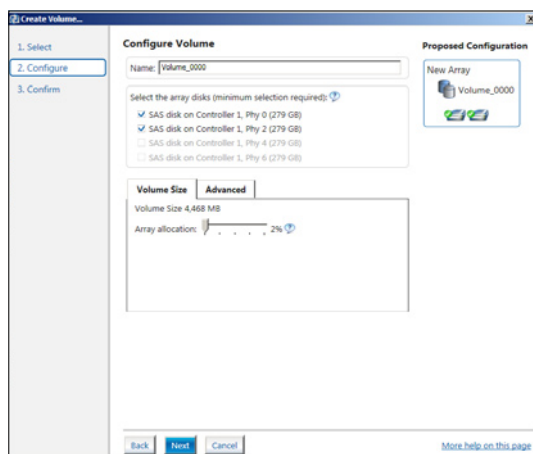 Create Volume...
X
1. Select
2. Configure
3. Confirm
Configure Volume
Name: Volume_0000
Select the array disks (minimum selection required): ?
SAS disk on Controller 1, Phy 0 (279 GB)
SAS disk on Controller 1, Phy 2 (279 GB)
SAS disk on Controller 1, Phy 4 (279 GB)
SAS disk on Controller 1, Phy 6 (279 GB)
Volume Size Advanced
Volume Size 4,468 MB
Array allocation: 2% ?
Proposed Configuration
New Array
Volume_0000
Back Next Cancel
More help on this page